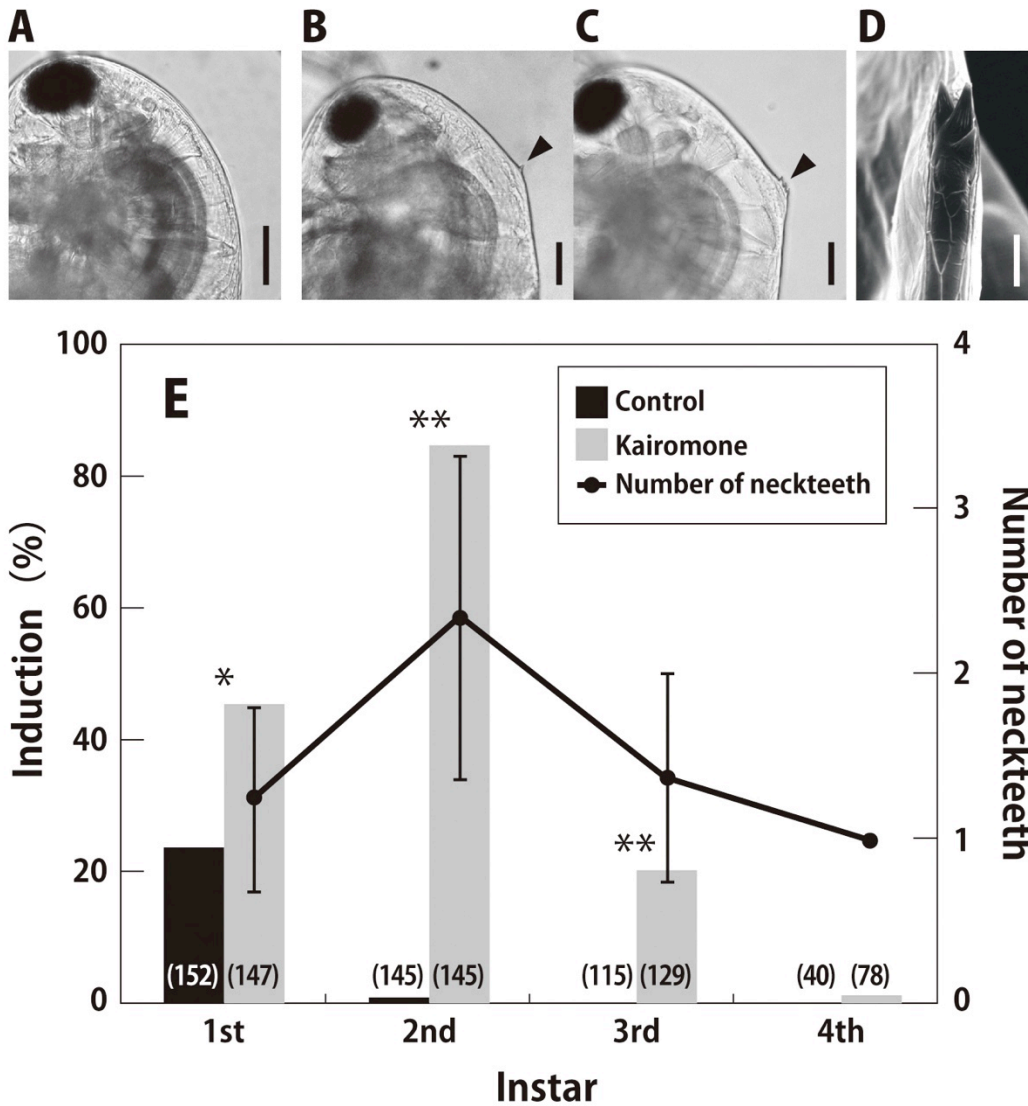 A B C D
E
100
80
60
40
20
0
Induction (%)
Control
Kairomone
Number of neckteeth
4
3
2
1
0
Number of neckteeth
*
**
**
(152) (147) (145) (145) (115) (129) (40) (78)
1st 2nd 3rd 4th
Instar